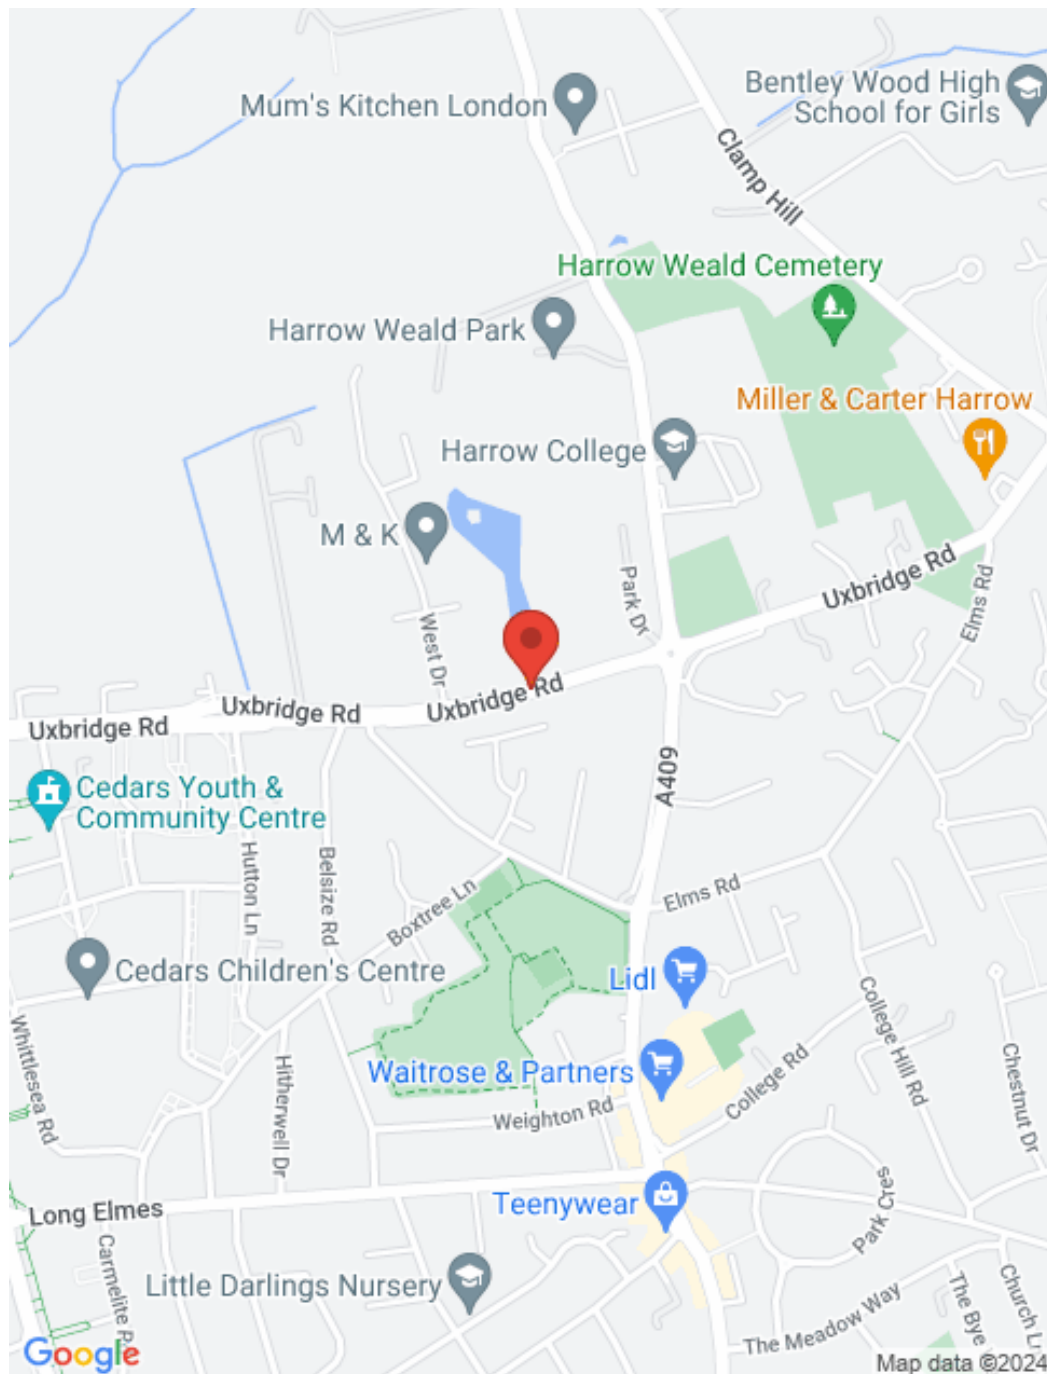 Mum's Kitchen London
Bentley Wood High
School for Girls
Clamp Hill
Harrow Weald Cemetery
Harrow Weald Park
Miller & Carter Harrow
Harrow College
M & K
Park Dr
Uxbridge Rd
Elms Rd
West Dr
Uxbridge Rd
Uxbridge Rd
Uxbridge Rd
A409
Cedars Youth &
Community Centre
Hutton Ln
Belsize Rd
Boxtree Ln
Elms Rd
Cedars Children's Centre
Lidl
College Hill Rd
Whittlesea Rd
Hitherwell Dr
Waitrose & Partners
Weighton Rd
College Rd
Chestnut Dr
Long Elmes
Teenywear
Park Cres
Carmelite
Little Darlings Nursery
The Meadow Way
The Bye
Church
Google
Map data ©2024